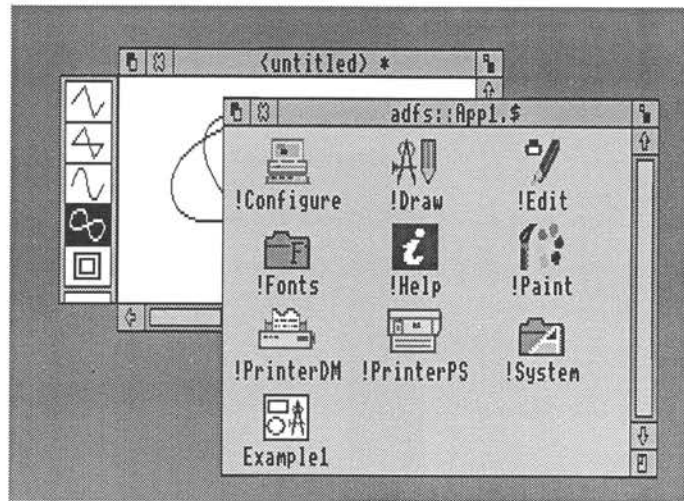 <untitled> *
adfs::App1.$
!Configure !Draw !Edit
!Fonts !Help !Paint
!PrinterDM !PrinterPS !System
Example1